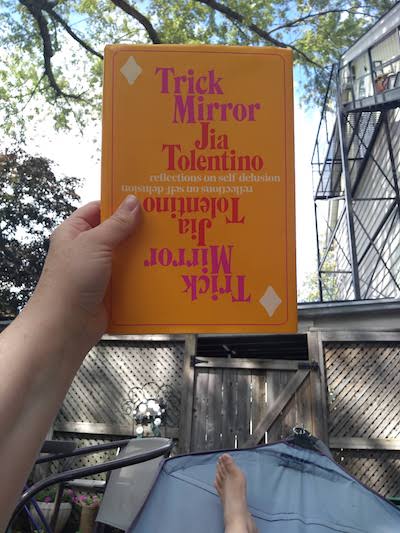 Trick
Mirror
Jia
Tolentino
reflections on self-delusion
reflections on self-delusion
Tolentino
Jia
Mirror
Trick